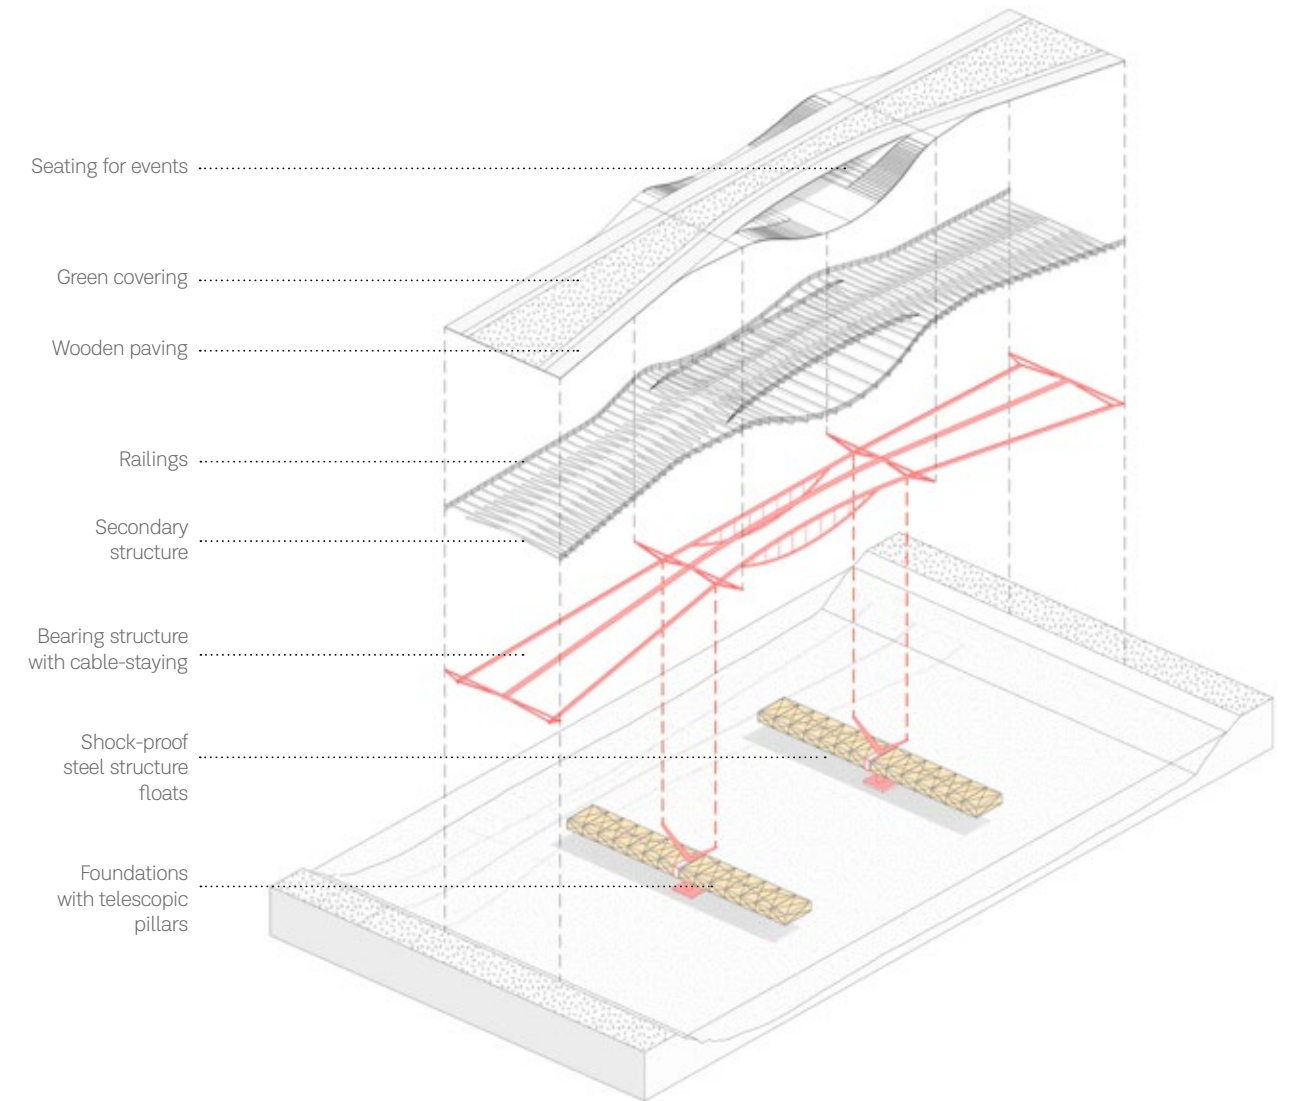 Seating for events
Green covering
Wooden paving
Railings
Secondary
structure
Bearing structure
with cable-staying
Shock-proof
steel structure
floats
Foundations
with telescopic
pillars